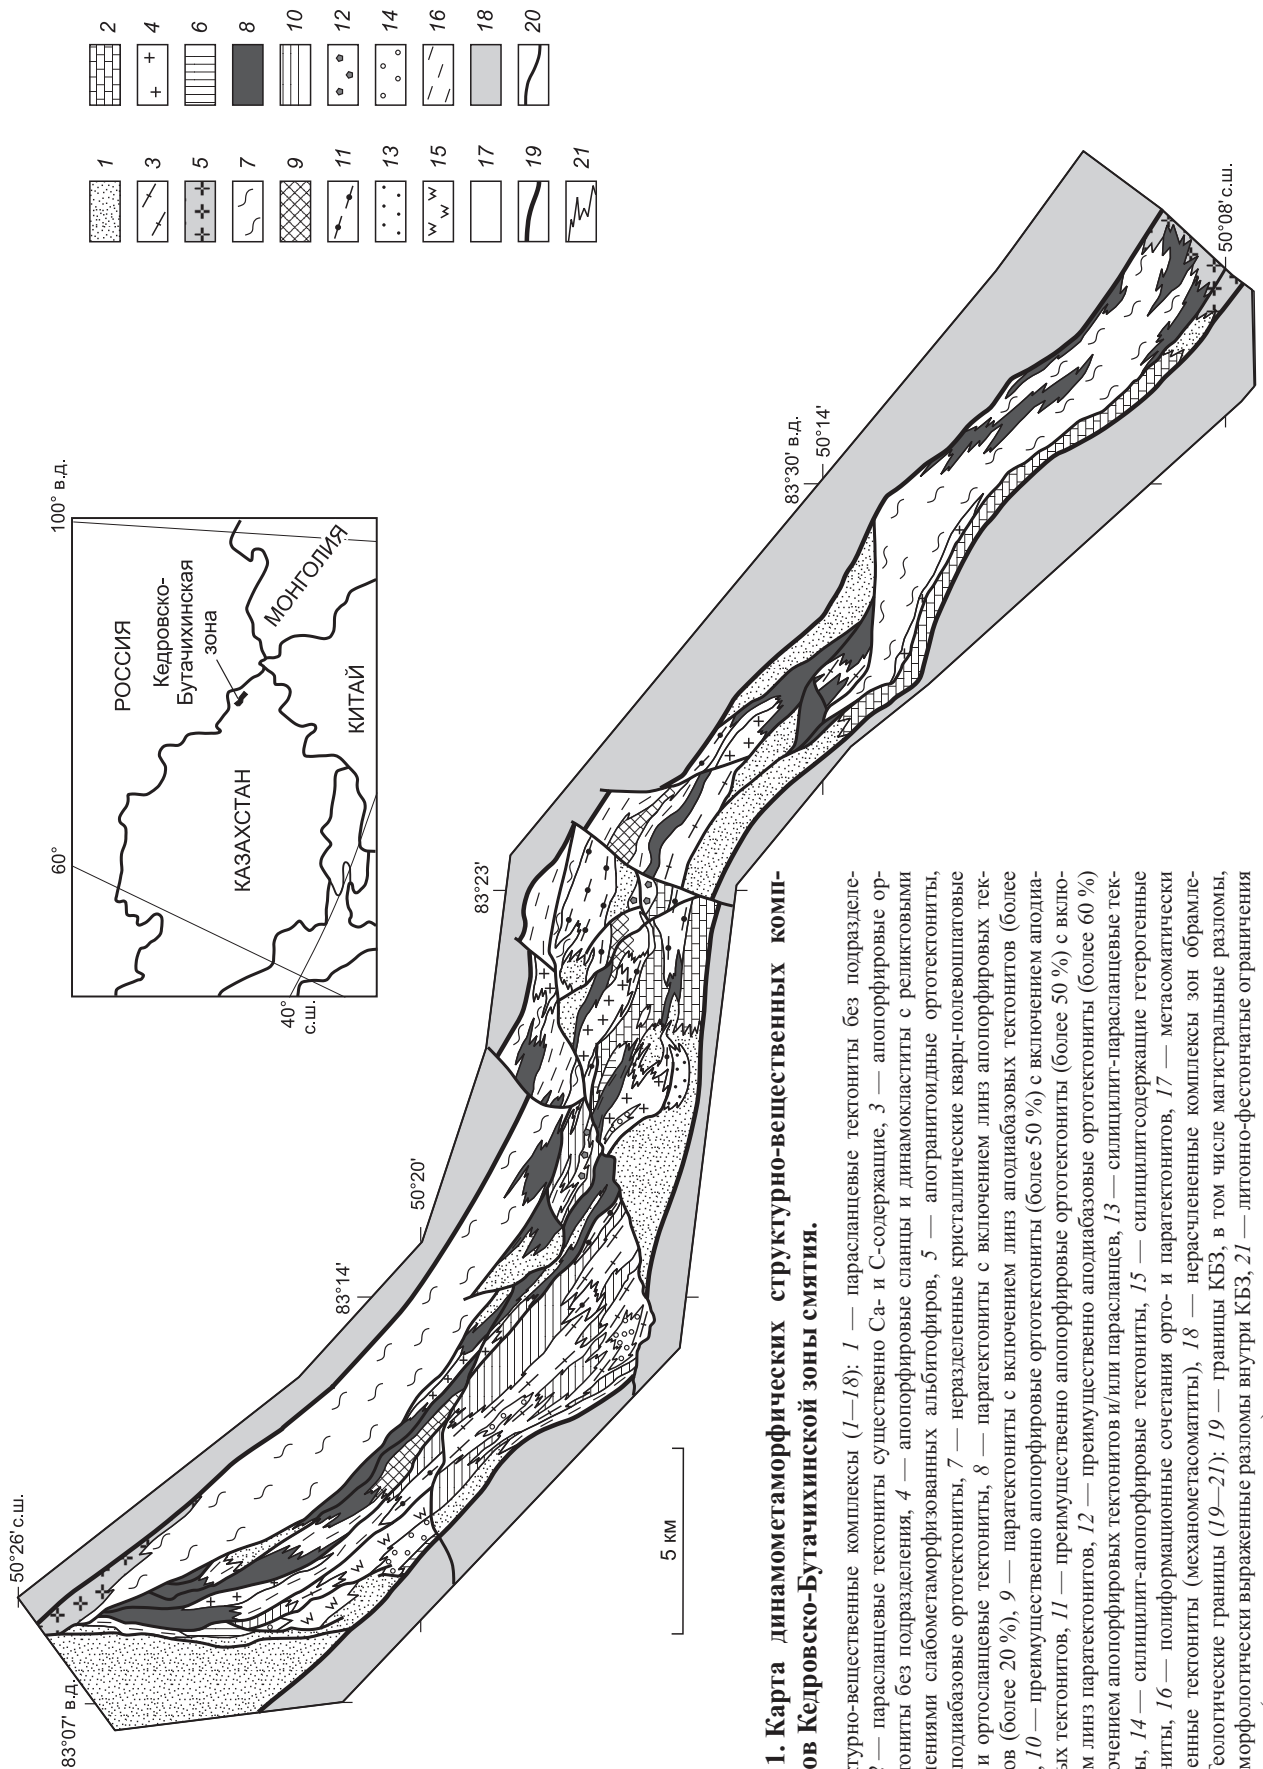 60°
100° в.д.
РОССИЯ
Кедровско-
Бутачихинская
зона
КАЗАХСТАН
МОНГОЛИЯ
КИТАЙ
40°
с.ш.
1 2
3 4
5 6
7 8
9 10
11 12
13 14
15 16
17 18
19 20
21
50°26' с.ш.
83°07' в.д.
83°14'
50°20'
83°23'
83°30' в.д.
50°14'
50°08' с.ш.
5 км
1. Карта динамометаморфических структурно-вещественных комп-
ов Кедровско-Бутачихинской зоны смятия.
турно-вещественные комплексы (1—18): 1 — парасланцевые тектониты без подразделе-
— парасланцевые тектониты существенно Ca- и C-содержащие, 3 — апопорфировые ор-
тониты без подразделения, 4 — апопорфировые сланцы и динамокластиты с реликтовыми
нениями слабометаморфизованных альбитофиров, 5 — апогранитоидные ортотектониты,
подиабазовые ортотектониты, 7 — неразделенные кристаллические кварц-полевошпатовые
и ортосланцевые тектониты, 8 — паратектониты с включением линз апопорфировых тек-
ов (более 20 %), 9 — паратектониты с включением линз аподиабазовых тектонитов (более
, 10 — преимущественно апопорфировые ортотектониты (более 50 %) с включением аподиа-
ых тектонитов, 11 — преимущественно апопорфировые ортотектониты (более 50 %) с вклю-
м линз паратектонитов, 12 — преимущественно аподиабазовые ортотектониты (более 60 %)
ючением апопорфировых тектонитов и/или парасланцев, 13 — силицилит-парасланцевые тек-
ы, 14 — силицилит-апопорфировые тектониты, 15 — силицилитсодержащие гетерогенные
ниты, 16 — полиформационные сочетания орто- и паратектонитов, 17 — метасоматически
енные тектониты (механометасоматиты), 18 — нерасчлененные комплексы зон обрамле-
еологические границы (19—21): 19 — границы КБЗ, в том числе магистральные разломы,
морфологически выраженные разломы внутри КБЗ, 21 — литонно-фестончатые ограничения